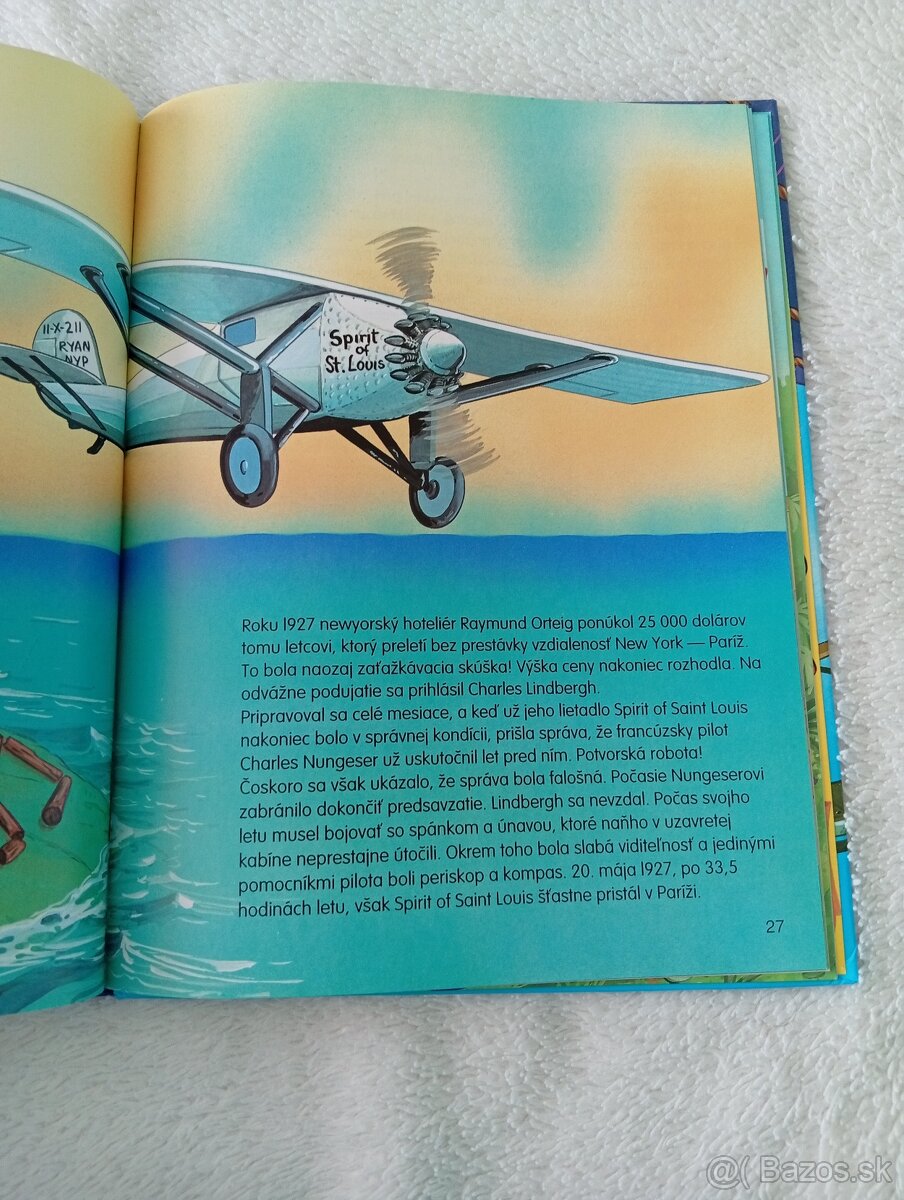 11-X-211
RYAN
NYP
Spirit
of
St. Louis
Roku 1927 newyorský hoteliér Raymund Orteig ponúkol 25 000 dolárov
tomu letcovi, ktorý preletí bez prestávky vzdialenosť New York — Paríž.
To bola naozaj zaťažkávacia skúška! Výška ceny nakoniec rozhodla. Na
odvážne podujatie sa prihlásil Charles Lindbergh.
Pripravoval sa celé mesiace, a keď už jeho lietadlo Spirit of Saint Louis
nakoniec bolo v správnej kondícii, prišla správa, že francúzsky pilot
Charles Nungeser už uskutočnil let pred ním. Potvorská robota!
Čoskoro sa však ukázalo, že správa bola falošná. Počasie Nungeserovi
zabránilo dokončiť predsavzatie. Lindbergh sa nevzdal. Počas svojho
letu musel bojovať so spánkom a únavou, ktoré naňho v uzavretej
kabíne neprestajne útočili. Okrem toho bola slabá viditeľnosť a jedinými
pomocníkmi pilota boli periskop a kompas. 20. mája 1927, po 33,5
hodinách letu, však Spirit of Saint Louis šťastne pristál v Paríži.
27
@( Bazos.sk